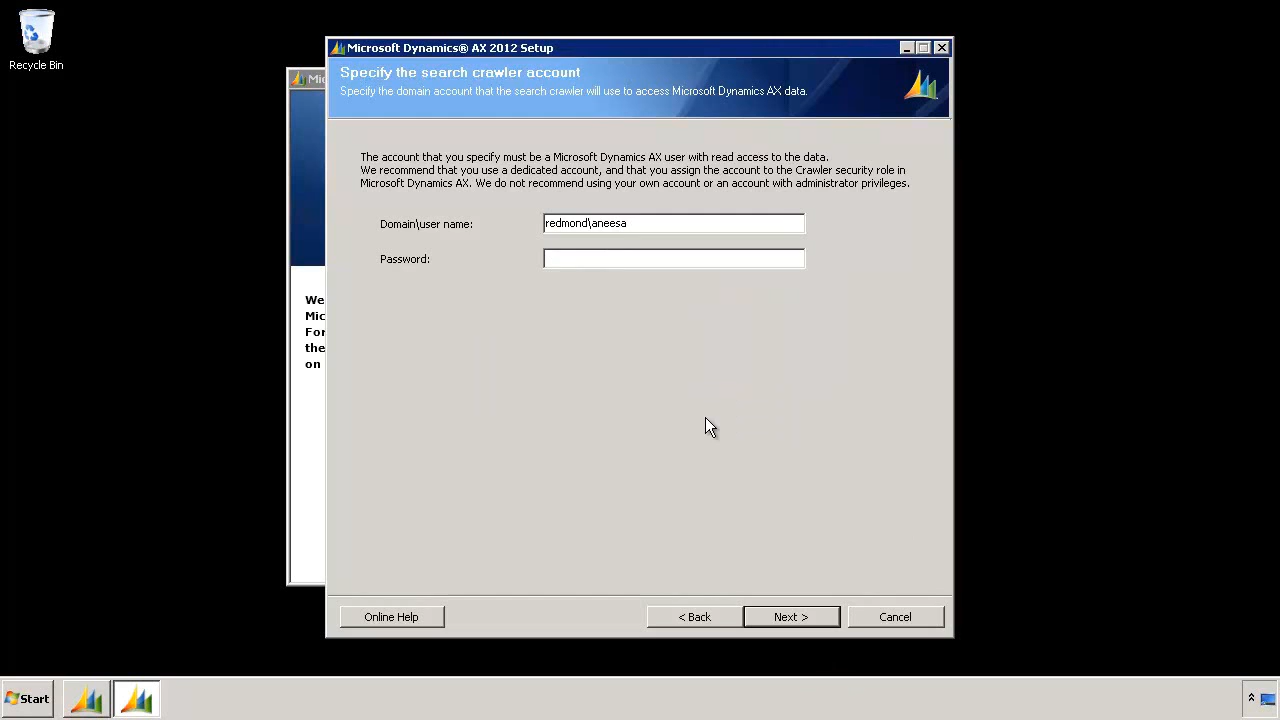 Recycle Bin
Microsoft Dynamics® AX 2012 Setup
Specify the search crawler account
Specify the domain account that the search crawler will use to access Microsoft Dynamics AX data.
Mic
The account that you specify must be a Microsoft Dynamics AX user with read access to the data.
We recommend that you use a dedicated account, and that you assign the account to the Crawler security role in
Microsoft Dynamics AX. We do not recommend using your own account or an account with administrator privileges.
Domain\user name:
redmond\aneesa
Password:
We
Mic
For
the
on
Online Help
< Back
Next >
Cancel
Start